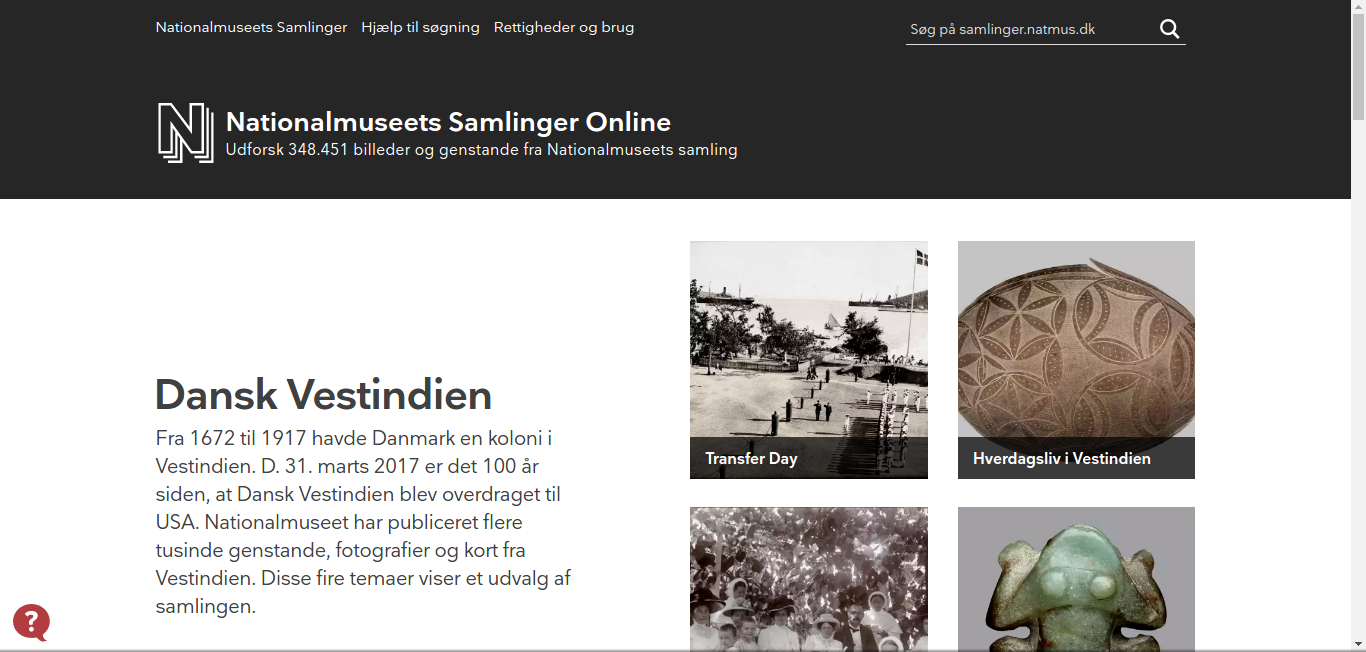 Nationalmuseets Samlinger Hjælp til søgning Rettigheder og brug
Søg på samlinger.natmus.dk
N
Nationalmuseets Samlinger Online
Udforsk 348.451 billeder og genstande fra Nationalmuseets samling
Dansk Vestindien
Fra 1672 til 1917 havde Danmark en koloni i
Vestindien. D. 31. marts 2017 er det 100 år
siden, at Dansk Vestindien blev overdraget til
USA. Nationalmuseet har publiceret flere
tusinde genstande, fotografier og kort fra
Vestindien. Disse fire temaer viser et udvalg af
samlingen.
Transfer Day
Hverdagsliv i Vestindien
?